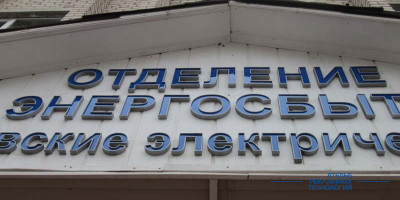 ОТДЕЛЕНИЕ
ЭНЕРГОСБЫТ
вские электриче